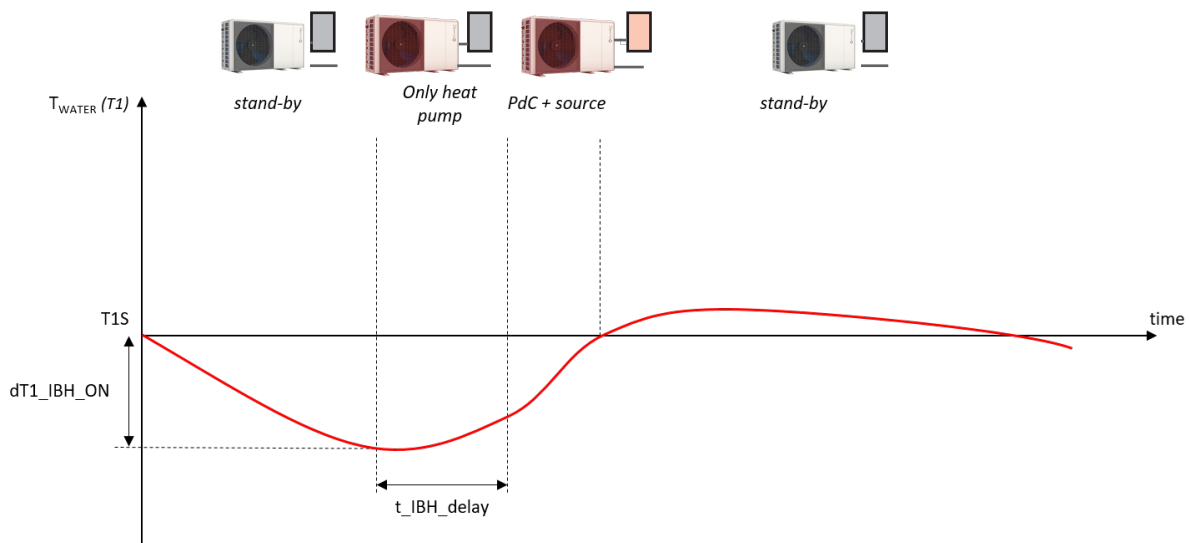 stand-by
Only heat
pump
PdC + source
stand-by
TWATER (T1)
T1S
time
dT1_IBH_ON
t_IBH_delay